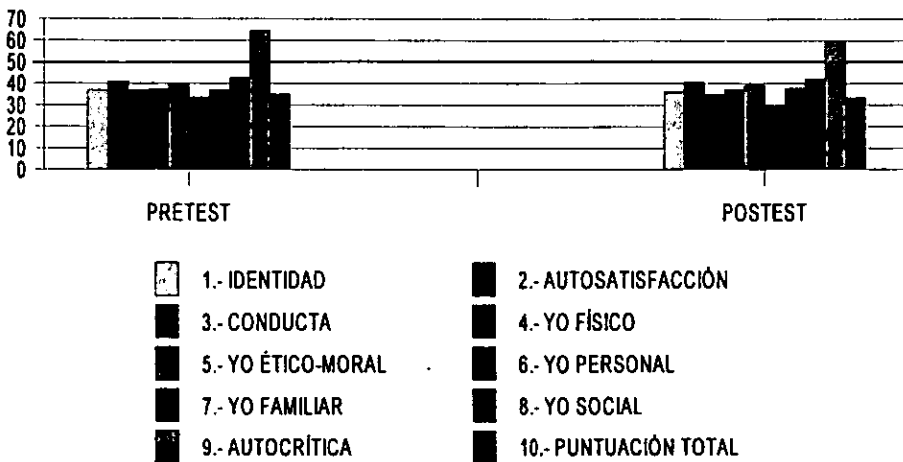 70
60
50
40
30
20
10
0
PRETEST POSTEST
1.- IDENTIDAD 2.- AUTOSATISFACCIÓN
3.- CONDUCTA 4.- YO FÍSICO
5.- YO ÉTICO-MORAL 6.- YO PERSONAL
7.- YO FAMILIAR 8.- YO SOCIAL
9.- AUTOCRÍTICA 10.- PUNTUACIÓN TOTAL